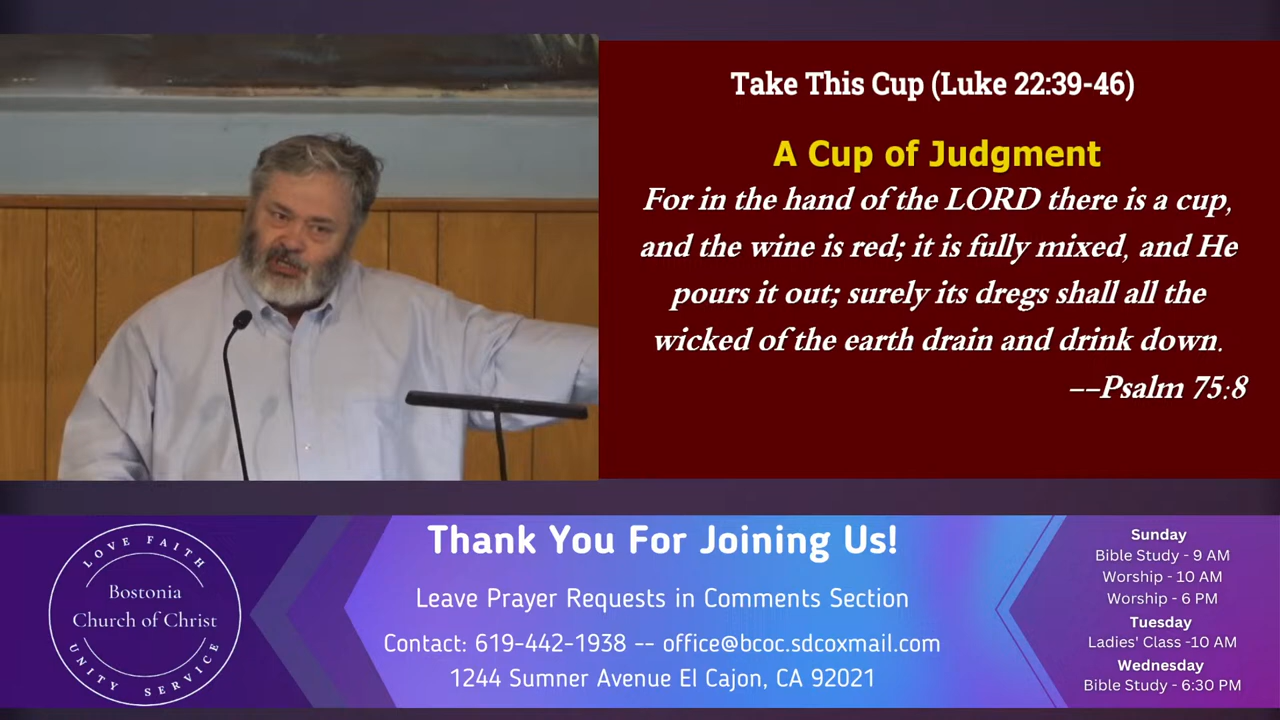 Take This Cup (Luke 22:39-46)
A Cup of Judgment
For in the hand of the LORD there is a cup,
and the wine is red; it is fully mixed, and He
pours it out; surely its dregs shall all the
wicked of the earth drain and drink down.
--Psalm 75:8
LOVE FAITH
Bostonia
Church of Christ
UNITY SERVICE
Thank You For Joining Us!
Leave Prayer Requests in Comments Section
Contact: 619-442-1938 -- office@bcoc.sdcoxmail.com
1244 Sumner Avenue El Cajon, CA 92021
Sunday
Bible Study - 9 AM
Worship - 10 AM
Worship - 6 PM
Tuesday
Ladies' Class -10 AM
Wednesday
Bible Study - 6:30 PM